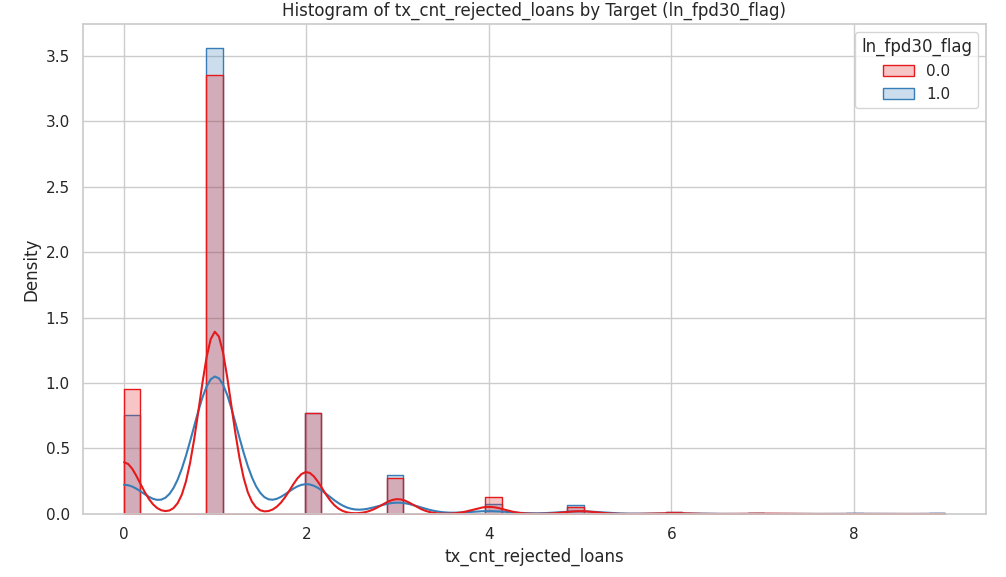 Histogram of tx_cnt_rejected_loans by Target (ln_fpd30_flag)
ln_fpd30_flag
0.0
1.0
3.5
3.0
2.5
2.0
1.5
1.0
0.5
0.0
Density
0 2 4 6 8
tx_cnt_rejected_loans